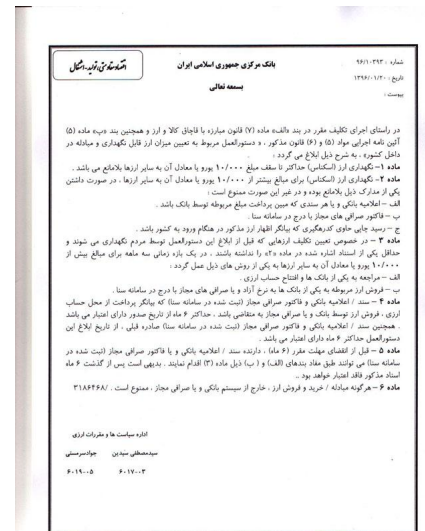 شماره : ۹۶/۱۰۳۹۳
تاریخ : ۱۳۹۶/۰۱/۲۰
پیوست :
بانک مرکزی جمهوری اسلامی ایران
بسمه تعالی
اقتصاد مقاومتی، تولید - اشتغال
در راستای اجرای تکلیف مقرر در بند «الف» ماده (۷) قانون مبارزه با قاچاق کالا و ارز و همچنین بند «پ» ماده (۵)
آئین نامه اجرایی مواد (۵) و (۶) قانون مذکور ، « دستورالعمل مربوط به تعیین میزان ارز قابل نگهداری و مبادله در
داخل کشور» ، به شرح ذیل ابلاغ می گردد :
ماده ۱– نگهداری ارز (اسکناس) حداکثر تا سقف مبلغ ۱۰/۰۰۰ یورو یا معادل آن به سایر ارزها بلامانع می باشد .
ماده ۲– نگهداری ارز (اسکناس) برای مبالغ بیشتر از ۱۰/۰۰۰ یورو یا معادل آن به سایر ارزها ، در صورت داشتن
یکی از مدارک ذیل بلامانع بوده و در غیر این صورت ممنوع است :
الف – اعلامیه بانکی و یا هر سندی که مبین پرداخت مبلغ مربوطه توسط بانک باشد .
ب – فاکتور صرافی های مجاز با درج در سامانه سنا .
ج – رسید چاپی حاوی کدرهگیری که بیانگر اظهار ارز مذکور در هنگام ورود به کشور باشد .
ماده ۳ – در خصوص تعیین تکلیف ارزهایی که قبل از ابلاغ این دستورالعمل توسط مردم نگهداری می شوند و
حداقل یکی از اسناد اشاره شده در ماده «۲» را نداشته باشند ، در یک بازه زمانی سه ماهه برای مبالغ بیش از
۱۰/۰۰۰ یورو یا معادل آن به سایر ارزها به یکی از روش های ذیل عمل گردد :
الف – مراجعه به یکی از بانک ها و افتتاح حساب ارزی .
ب – فروش ارز مربوطه به یکی از بانک ها به نرخ آزاد و یا صرافی های مجاز با درج در سامانه سنا .
ماده ۴ – سند / اعلامیه بانکی و فاکتور صرافی مجاز (ثبت شده در سامانه سنا) که بیانگر پرداخت از محل حساب
ارزی ، فروش ارز توسط بانک و یا صرافی مجاز به متقاضی باشد . حداکثر ۶ ماه از تاریخ صدور دارای اعتبار می باشد
. همچنین سند / اعلامیه بانکی و فاکتور صرافی مجاز (ثبت شده در سامانه سنا) صادره قبلی ، از تاریخ ابلاغ این
دستورالعمل حداکثر ۶ ماه دارای اعتبار می باشد .
ماده ۵ – قبل از انقضای مهلت مقرر (۶ ماه) ، دارنده سند / اعلامیه بانکی و یا فاکتور صرافی مجاز (ثبت شده در
سامانه سنا) می توانند طبق مفاد بندهای (الف) و ( ب ) ذیل ماده (۳) اقدام نمایند . بدیهی است پس از گذشت ۶ ماه
اسناد مذکور فاقد اعتبار خواهد بود ..
ماده ۶ – هرگونه مبادله / خرید و فروش ارز ، خارج از سیستم بانکی و یا صرافی مجاز ، ممنوع است . /۳۱۸۶۴۶۸
اداره سیاست ها و مقررات ارزی
سیدمصطفی سیدین جوادسرمستی
۶۰۱۷-۰۳ ۶۰۱۹-۰۵